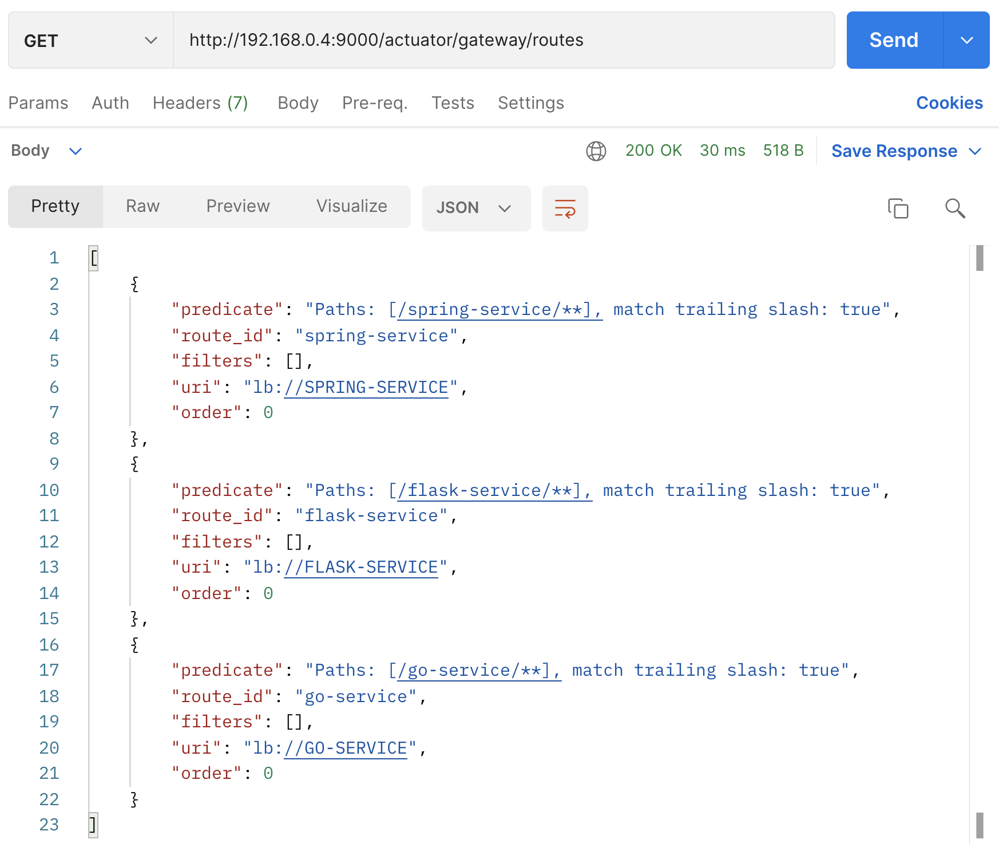 GET http://192.168.0.4:9000/actuator/gateway/routes Send
Params Auth Headers (7) Body Pre-req. Tests Settings Cookies
Body 200 OK 30 ms 518 B Save Response
Pretty Raw Preview Visualize JSON
1 [
2 {
3 "predicate": "Paths: [/spring-service/**], match trailing slash: true",
4 "route_id": "spring-service",
5 "filters": [],
6 "uri": "lb://SPRING-SERVICE",
7 "order": 0
8 },
9 {
10 "predicate": "Paths: [/flask-service/**], match trailing slash: true",
11 "route_id": "flask-service",
12 "filters": [],
13 "uri": "lb://FLASK-SERVICE",
14 "order": 0
15 },
16 {
17 "predicate": "Paths: [/go-service/**], match trailing slash: true",
18 "route_id": "go-service",
19 "filters": [],
20 "uri": "lb://GO-SERVICE",
21 "order": 0
22 }
23 ]